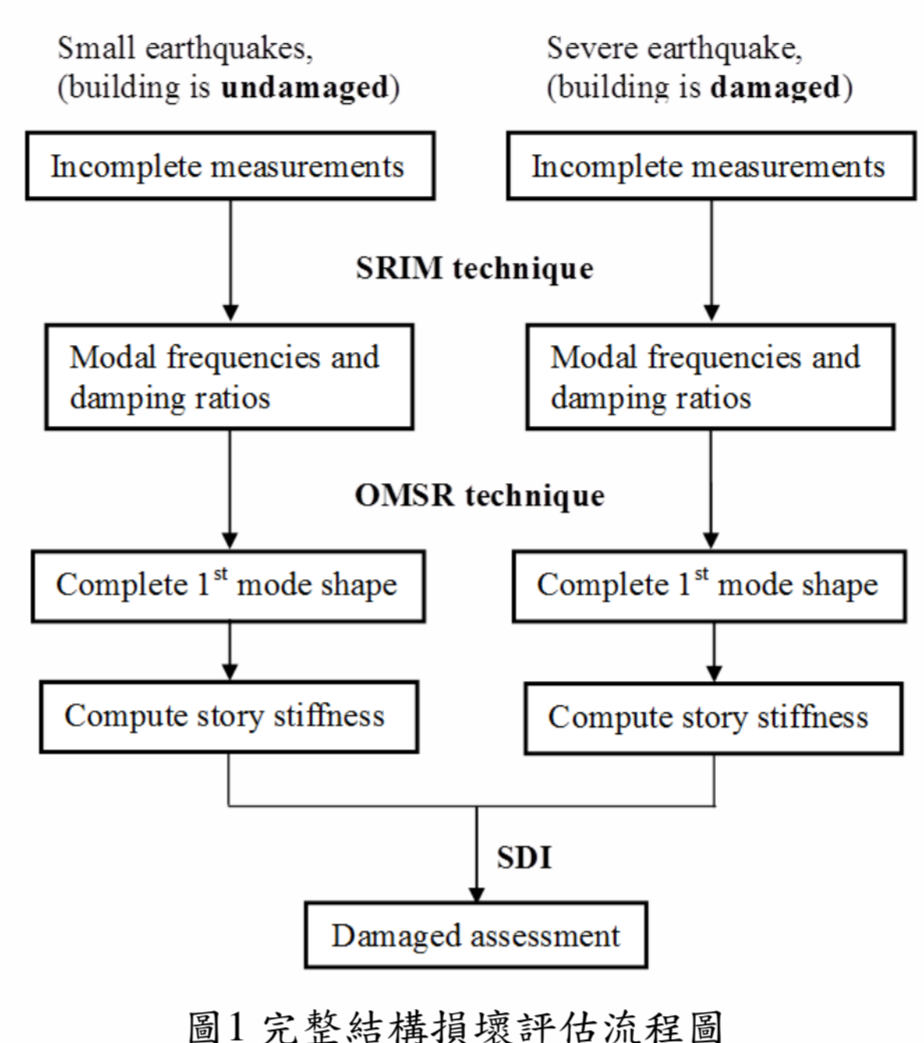 Small earthquakes,
(building is undamaged)
Severe earthquake,
(building is damaged)
Incomplete measurements
Incomplete measurements
SRIM technique
Modal frequencies and
damping ratios
Modal frequencies and
damping ratios
OMSR technique
Complete 1st mode shape
Complete 1st mode shape
Compute story stiffness
Compute story stiffness
SDI
Damaged assessment
圖1 完整結構損壞評估流程圖